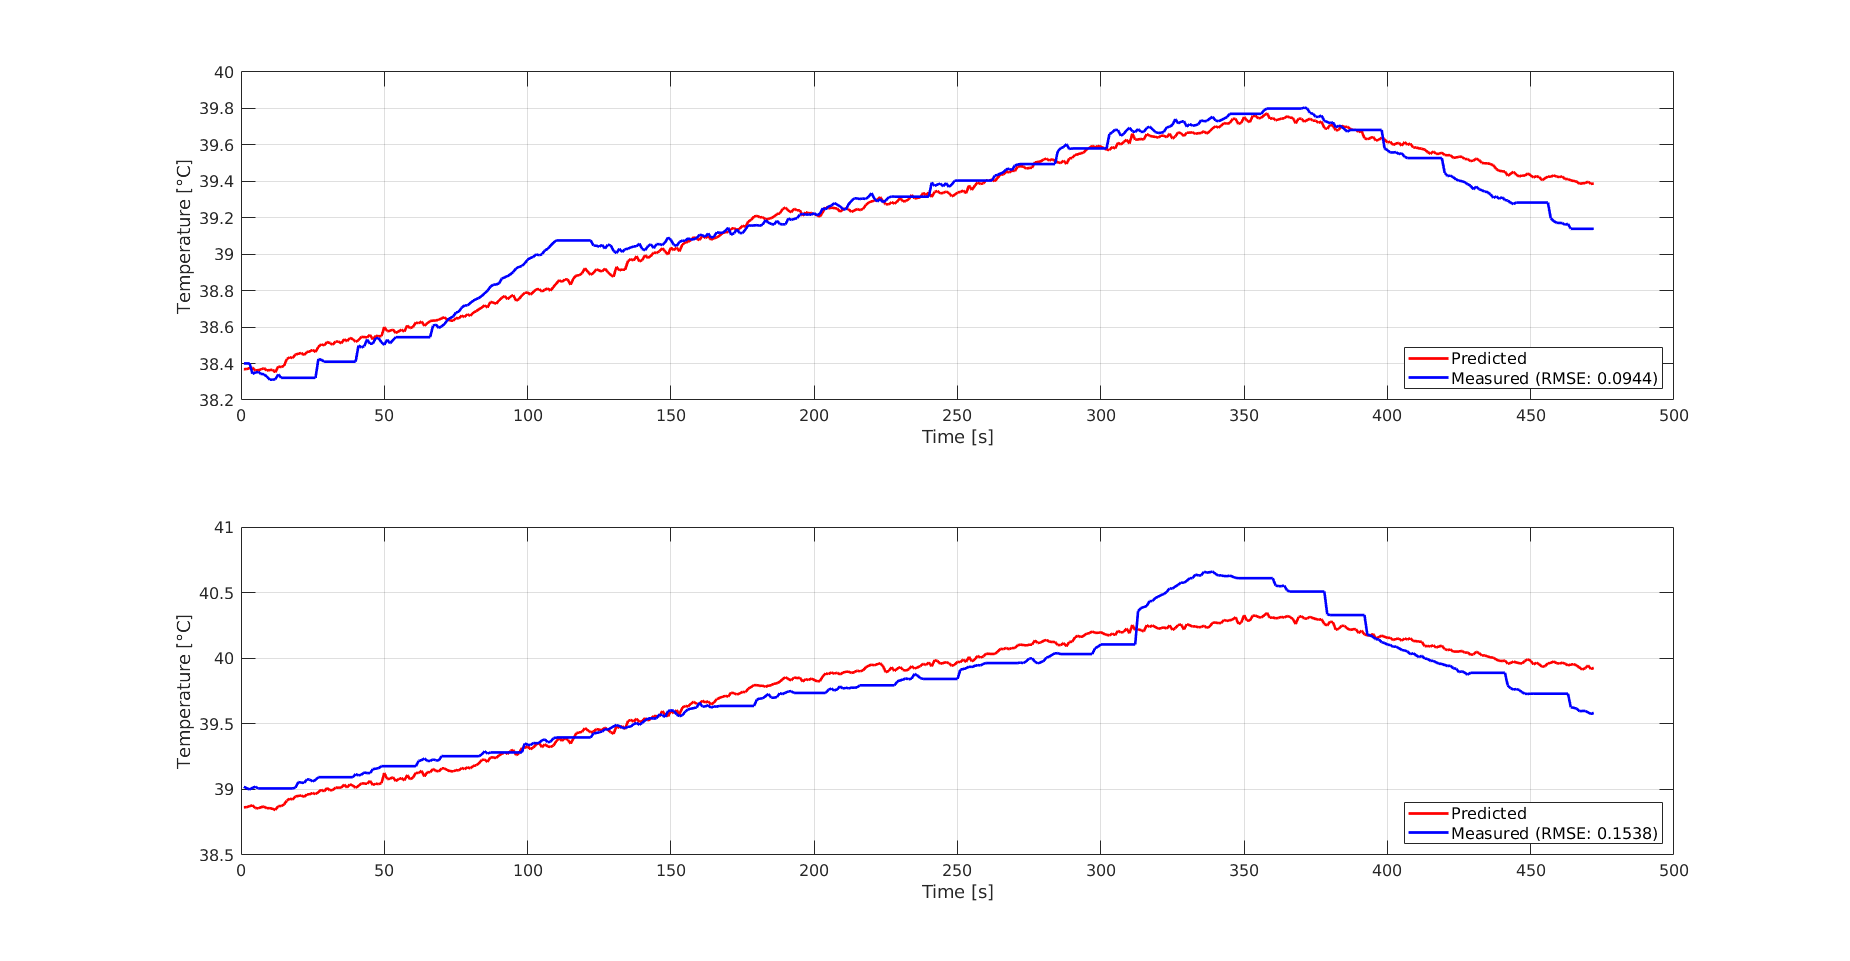 40
39.8
39.6
39.4
39.2
39
38.8
38.6
38.4
38.2
Temperature [°C]
0 50 100 150 200 250 300 350 400 450 500
Time [s]
Predicted
Measured (RMSE: 0.0944)
41
40.5
40
39.5
39
38.5
Temperature [°C]
0 50 100 150 200 250 300 350 400 450 500
Time [s]
Predicted
Measured (RMSE: 0.1538)